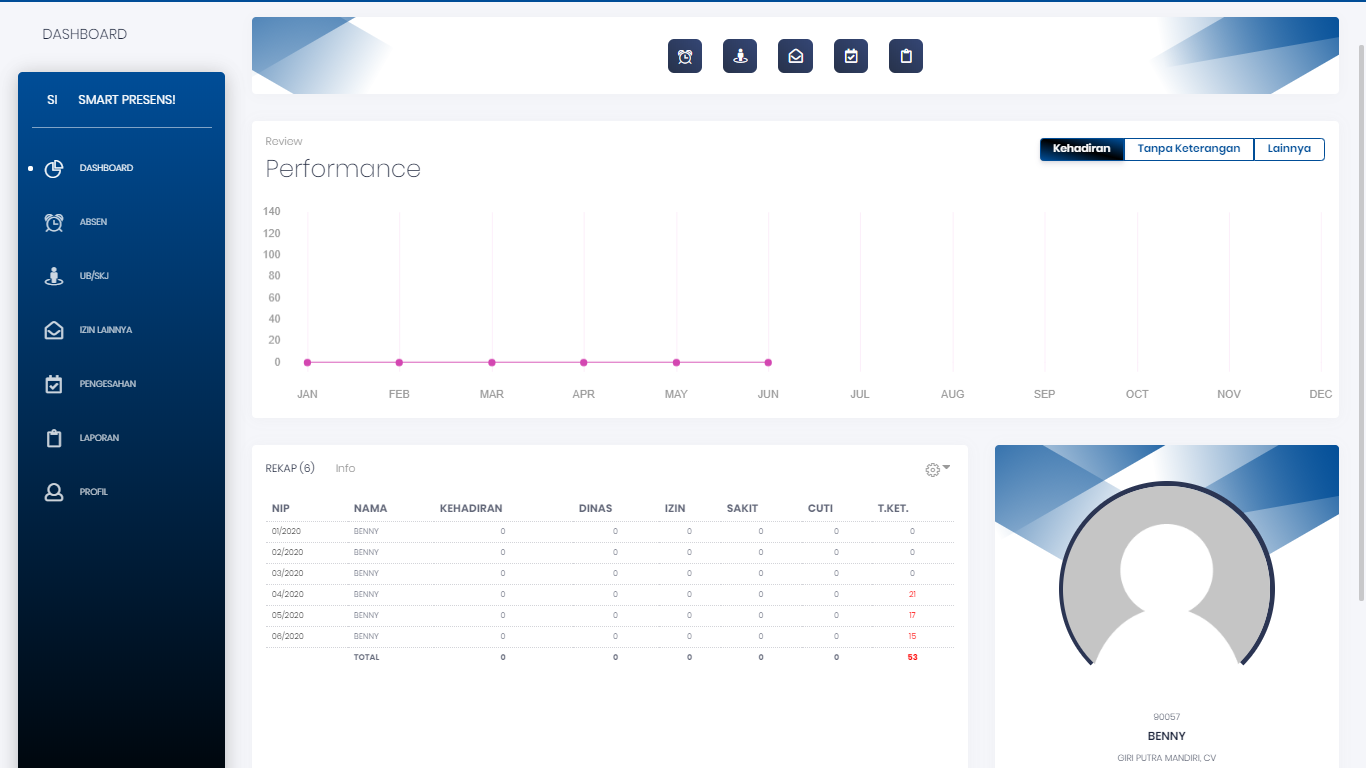 DASHBOARD
SI SMART PRESENS!
DASHBOARD
ABSEN
UB/SKJ
IZIN LAINNYA
PENGESAHAN
LAPORAN
PROFIL
Review
Performance
Kehadiran Tanpa Keterangan Lainnya
140
120
100
80
60
40
20
0
JAN FEB MAR APR MAY JUN JUL AUG SEP OCT NOV DEC
REKAP (6) Info
NIP NAMA KEHADIRAN DINAS IZIN SAKIT CUTI T.KET.
01/2020 BENNY 0 0 0 0 0 0
02/2020 BENNY 0 0 0 0 0 0
03/2020 BENNY 0 0 0 0 0 0
04/2020 BENNY 0 0 0 0 0 21
05/2020 BENNY 0 0 0 0 0 17
06/2020 BENNY 0 0 0 0 0 15
TOTAL 0 0 0 0 0 53
90057
BENNY
GIRI PUTRA MANDIRI, CV